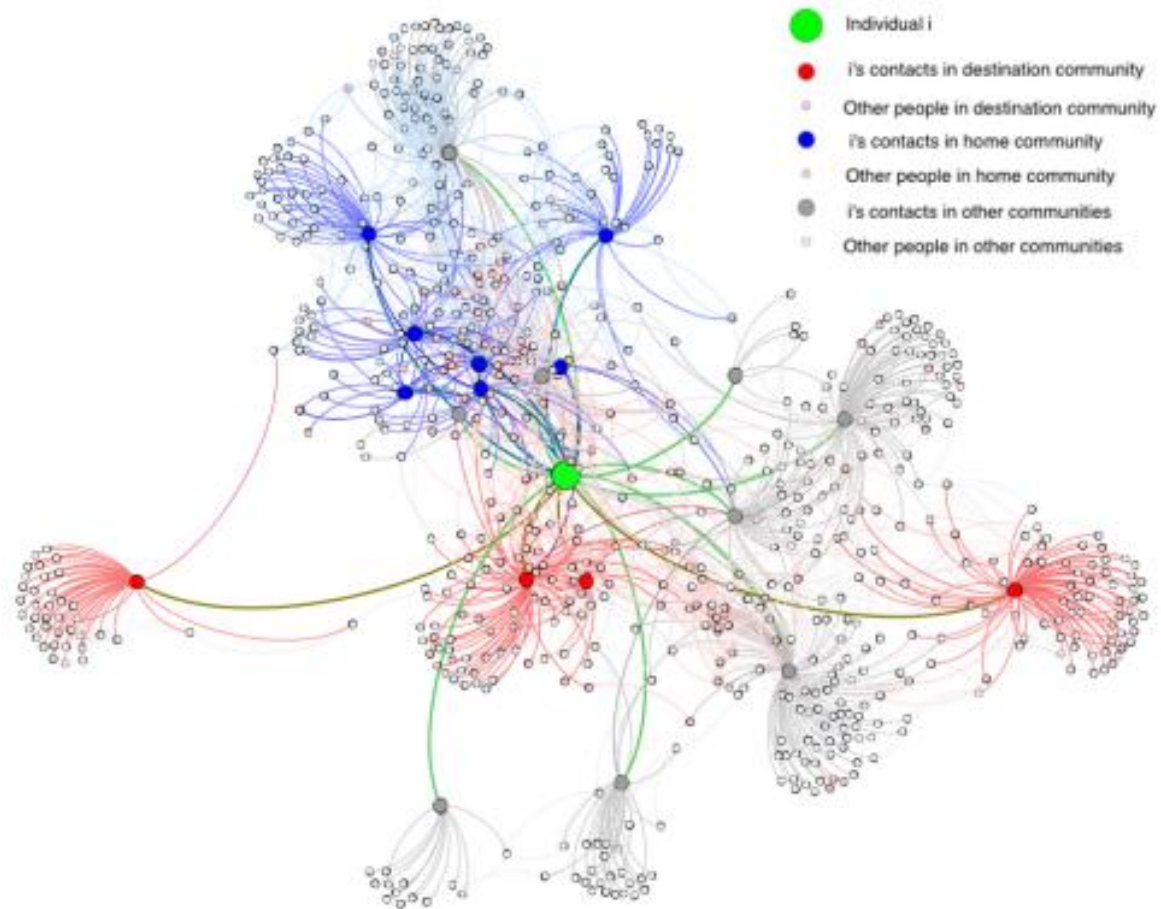 Individual i
i's contacts in destination community
Other people in destination community
i's contacts in home community
Other people in home community
i's contacts in other communities
Other people in other communities